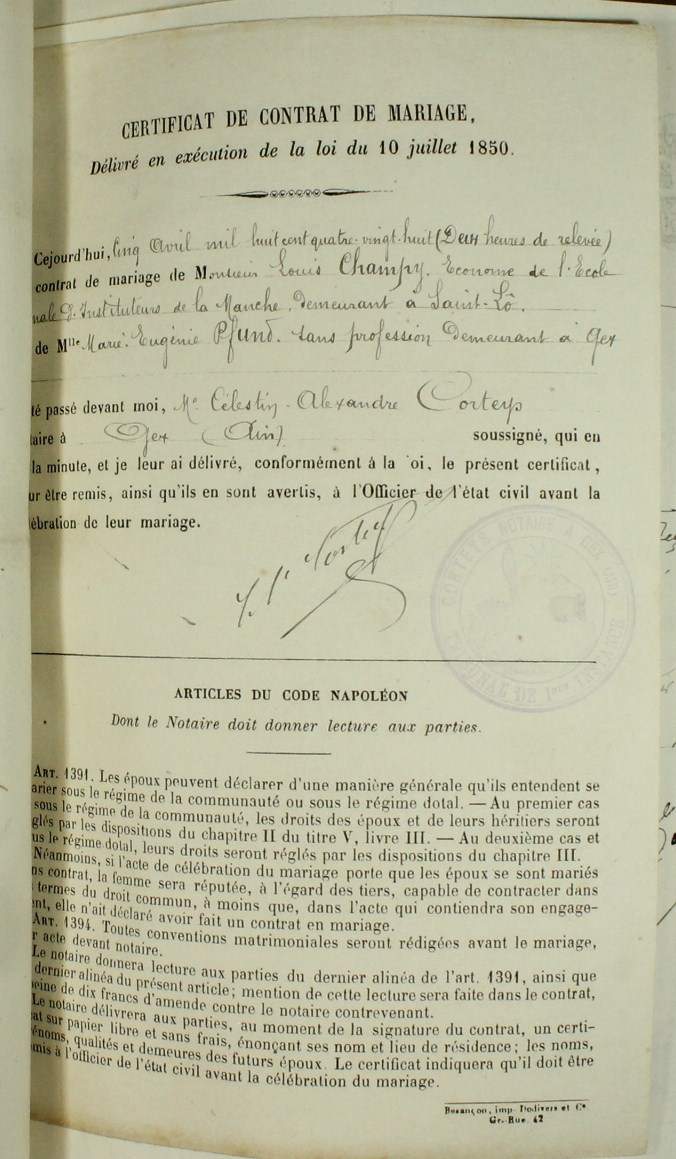 CERTIFICAT DE CONTRAT DE MARIAGE,
Délivré en exécution de la loi du 10 juillet 1850.
Cejourd'hui, Cinq Avril mil huit cent quatre-vingt-huit (Deux heures de relevée)
contrat de mariage de Monsieur Louis Champy. Econome de l'Ecole
male D'Instituteurs de la Manche, demeurant à Saint-Lô.
de Mlle Marie-Eugénie Pfund. sans profession demeurant à Gex
té passé devant moi, Me Célestin-Alexandre Corteys
taire à Gex (Ain) soussigné, qui en
la minute, et je leur ai délivré, conformément à la loi, le présent certificat,
ur être remis, ainsi qu'ils en sont avertis, à l'Officier de l'état civil avant la
lébration de leur mariage.
ARTICLES DU CODE NAPOLÉON
Dont le Notaire doit donner lecture aux parties.
ART. 1391. Les époux peuvent déclarer d'une manière générale qu'ils entendent se
arier sous le régime de la communauté ou sous le régime dotal. — Au premier cas
sous le régime de la communauté, les droits des époux et de leurs héritiers seront
glés par les dispositions du chapitre II du titre V, livre III. — Au deuxième cas et
us le régime dotal, leurs droits seront réglés par les dispositions du chapitre III.
Néanmoins, si l'acte de célébration du mariage porte que les époux se sont mariés
ns contrat, la femme sera réputée, à l'égard des tiers, capable de contracter dans
termes du droit commun, à moins que, dans l'acte qui contiendra son engage-
ent, elle n'ait déclaré avoir fait un contrat en mariage.
ART. 1394. Toutes conventions matrimoniales seront rédigées avant le mariage,
r acte devant notaire.
Le notaire donnera lecture aux parties du dernier alinéa de l'art. 1391, ainsi que
dernier alinéa du présent article; mention de cette lecture sera faite dans le contrat,
eine de dix francs d'amende contre le notaire contrevenant.
Le notaire délivrera aux parties, au moment de la signature du contrat, un certi-
at sur papier libre et sans frais, énonçant ses nom et lieu de résidence; les noms,
énoms, qualités et demeures des futurs époux. Le certificat indiquera qu'il doit être
mis à l'officier de l'état civil avant la célébration du mariage.
Besançon, imp. Dodivers et Ce
Gr.-Rue. 42